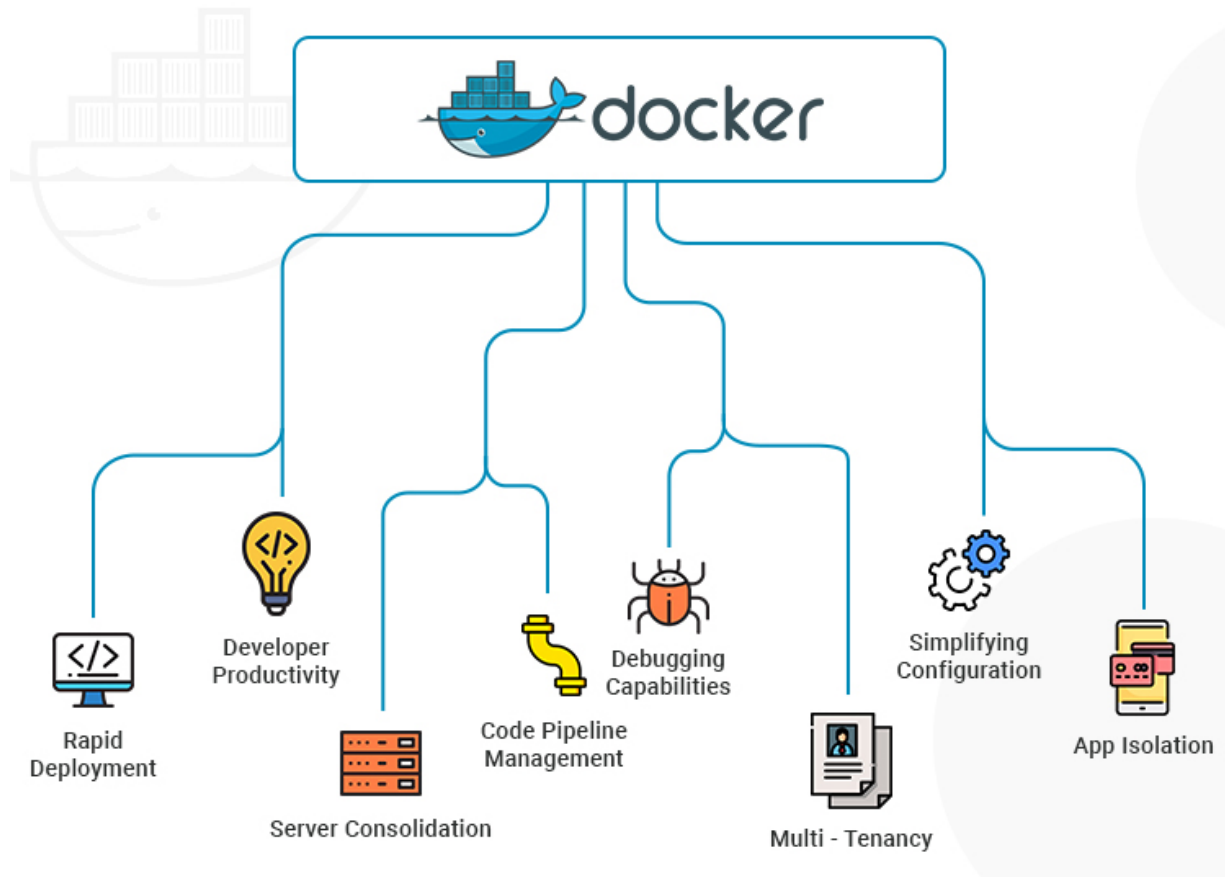 docker
Rapid
Deployment
Developer
Productivity
Server Consolidation
Code Pipeline
Management
Debugging
Capabilities
Multi - Tenancy
Simplifying
Configuration
App Isolation